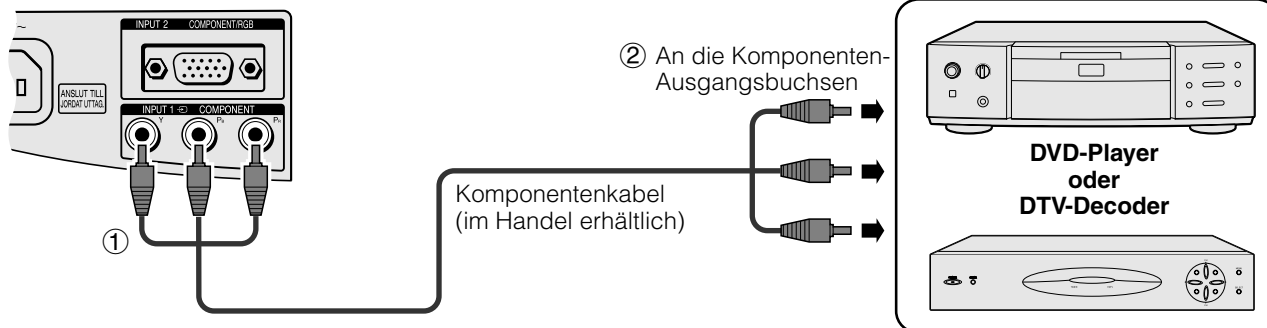 INPUT 2 COMPONENT/RGB
ANSLUT TILL
JORDAT UTTAG.
INPUT 1 COMPONENT
Y PB PR
①
Komponentenkabel
(im Handel erhältlich)
② An die Komponenten-
Ausgangsbuchsen
DVD-Player
oder
DTV-Decoder